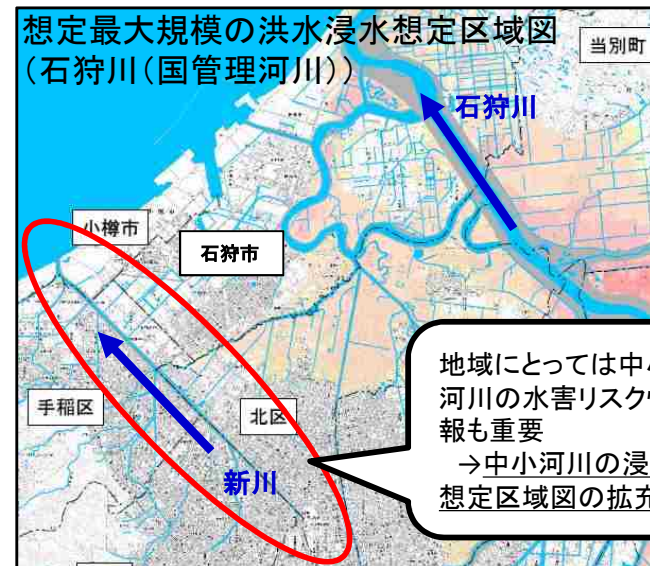 想定最大規模の洪水浸水想定区域図
(石狩川(国管理河川))
当別町
石狩川
小樽市
石狩市
手稲区
北区
新川
地域にとっては中
河川の水害リスク
報も重要
→中小河川の浸
想定区域図の拡